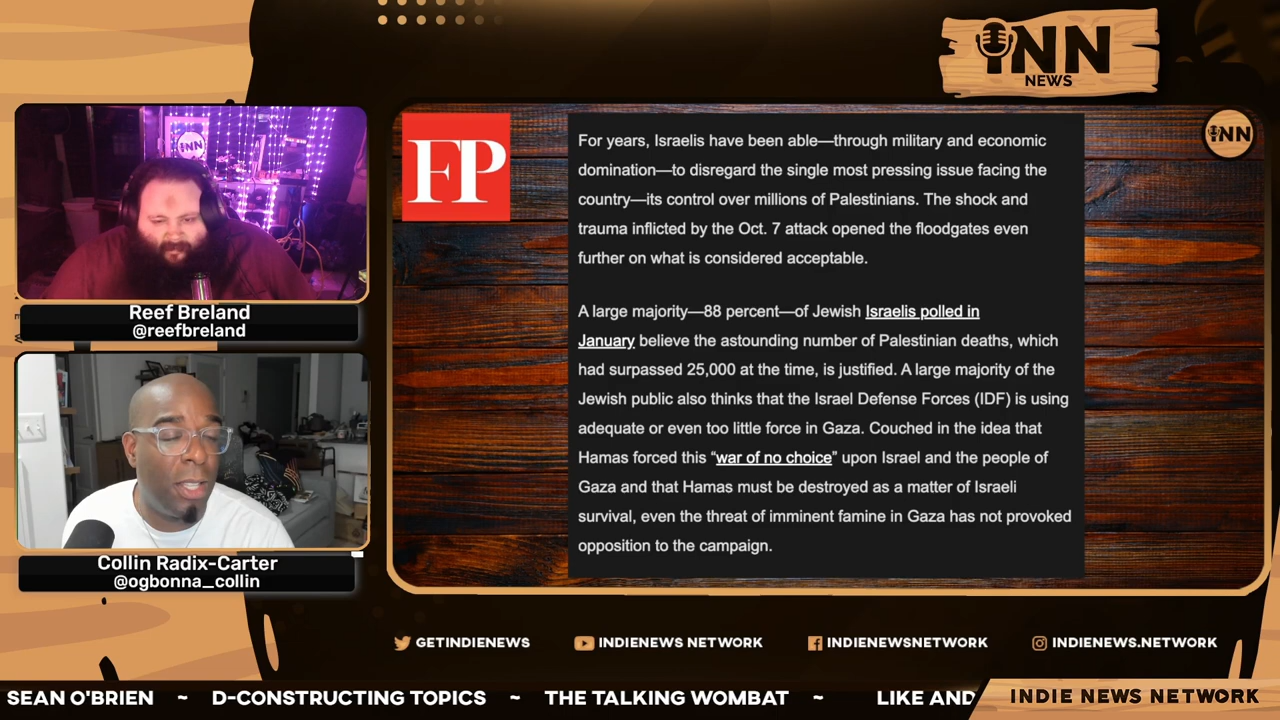 INN
NEWS
INN
INN
FP
For years, Israelis have been able—through military and economic
domination—to disregard the single most pressing issue facing the
country—its control over millions of Palestinians. The shock and
trauma inflicted by the Oct. 7 attack opened the floodgates even
further on what is considered acceptable.
A large majority—88 percent—of Jewish Israelis polled in
January believe the astounding number of Palestinian deaths, which
had surpassed 25,000 at the time, is justified. A large majority of the
Jewish public also thinks that the Israel Defense Forces (IDF) is using
adequate or even too little force in Gaza. Couched in the idea that
Hamas forced this “war of no choice” upon Israel and the people of
Gaza and that Hamas must be destroyed as a matter of Israeli
survival, even the threat of imminent famine in Gaza has not provoked
opposition to the campaign.
Reef Breland
@reefbreland
Collin Radix-Carter
@ogbonna_collin
GETINDIENEWS
INDIENEWS NETWORK
INDIENEWSNETWORK
INDIENEWS.NETWORK
SEAN O'BRIEN ~ D-CONSTRUCTING TOPICS ~ THE TALKING WOMBAT ~ LIKE AND
INDIE NEWS NETWORK